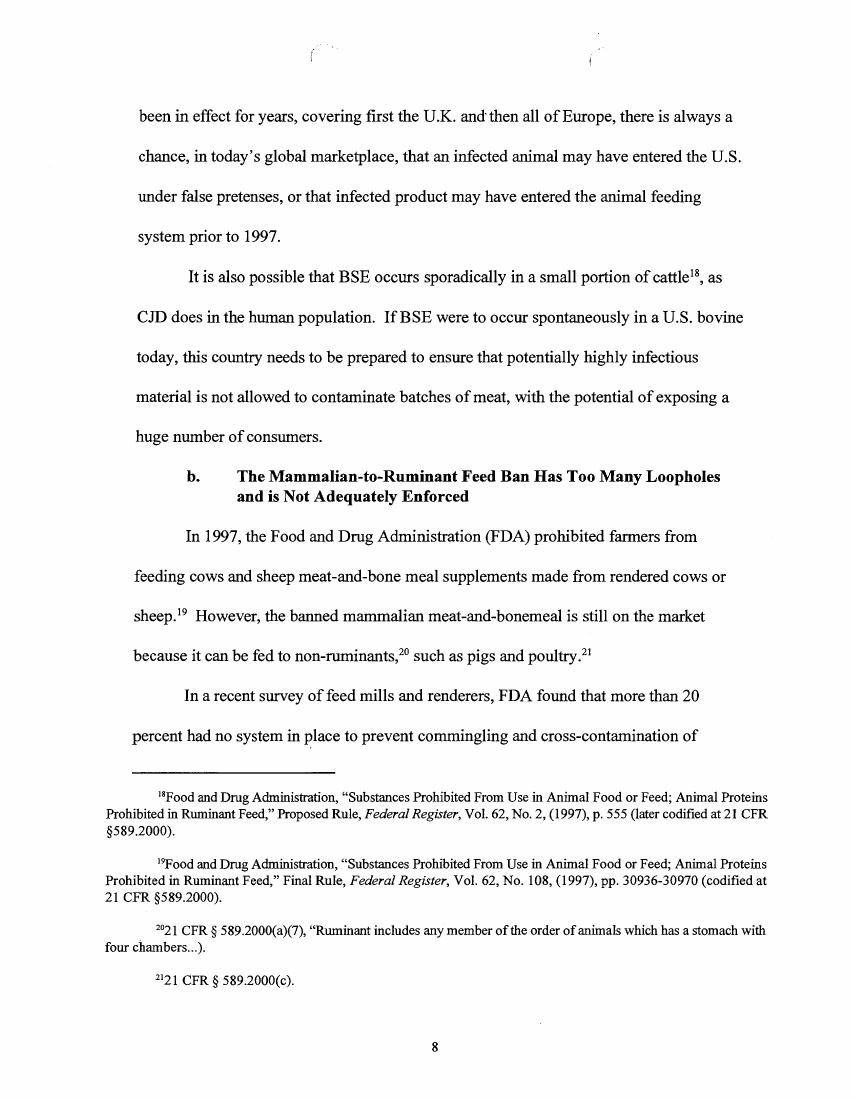 been in effect for years, covering first the U.K. and then all of Europe, there is always a
chance, in today's global marketplace, that an infected animal may have entered the U.S.
under false pretenses, or that infected product may have entered the animal feeding
system prior to 1997.
It is also possible that BSE occurs sporadically in a small portion of cattle18, as
CJD does in the human population. If BSE were to occur spontaneously in a U.S. bovine
today, this country needs to be prepared to ensure that potentially highly infectious
material is not allowed to contaminate batches of meat, with the potential of exposing a
huge number of consumers.
b. The Mammalian-to-Ruminant Feed Ban Has Too Many Loopholes
and is Not Adequately Enforced
In 1997, the Food and Drug Administration (FDA) prohibited farmers from
feeding cows and sheep meat-and-bone meal supplements made from rendered cows or
sheep.19 However, the banned mammalian meat-and-bonemeal is still on the market
because it can be fed to non-ruminants,20 such as pigs and poultry.21
In a recent survey of feed mills and renderers, FDA found that more than 20
percent had no system in place to prevent commingling and cross-contamination of
18Food and Drug Administration, “Substances Prohibited From Use in Animal Food or Feed; Animal Proteins
Prohibited in Ruminant Feed,” Proposed Rule, Federal Register, Vol. 62, No. 2, (1997), p. 555 (later codified at 21 CFR
§589.2000).
19Food and Drug Administration, “Substances Prohibited From Use in Animal Food or Feed; Animal Proteins
Prohibited in Ruminant Feed,” Final Rule, Federal Register, Vol. 62, No. 108, (1997), pp. 30936-30970 (codified at
21 CFR §589.2000).
2021 CFR § 589.2000(a)(7), “Ruminant includes any member of the order of animals which has a stomach with
four chambers...).
2121 CFR § 589.2000(c).
8